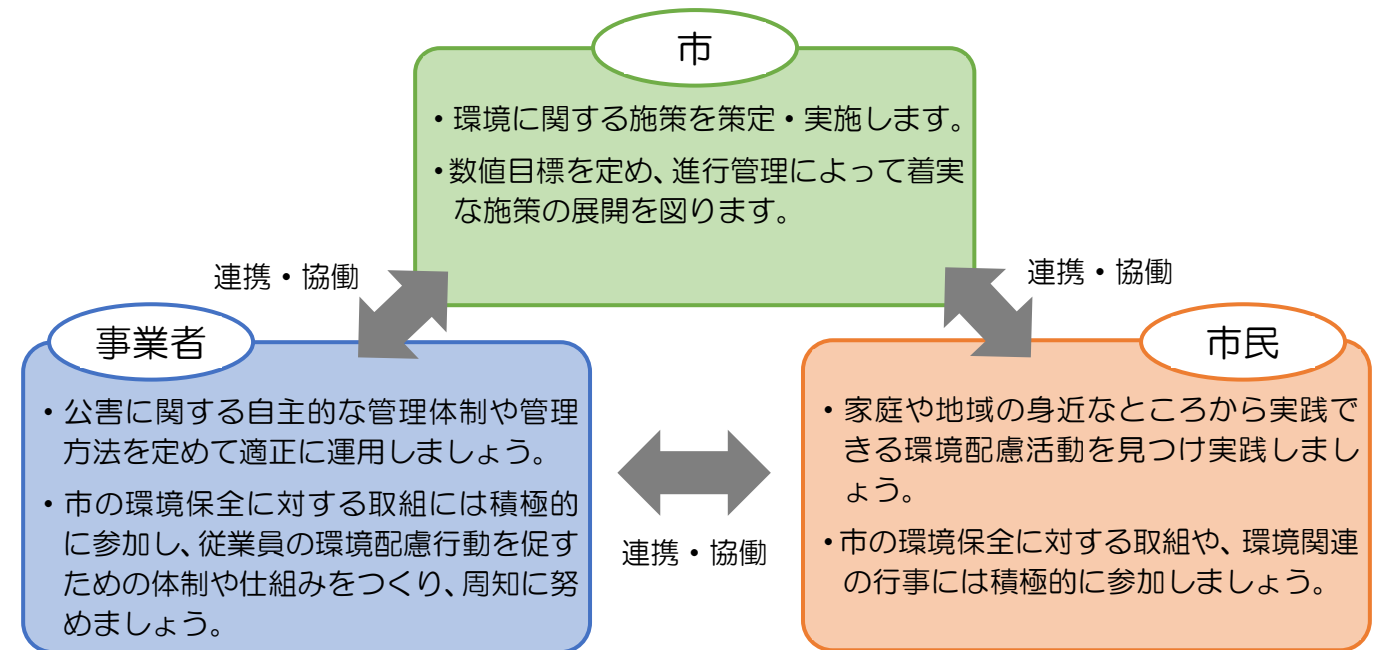 市
・環境に関する施策を策定・実施します。
・数値目標を定め、進行管理によって着実
な施策の展開を図ります。
連携・協働
連携・協働
事業者
・公害に関する自主的な管理体制や管理
方法を定めて適正に運用しましょう。
・市の環境保全に対する取組には積極的
に参加し、従業員の環境配慮行動を促す
ための体制や仕組みをつくり、周知に努
めましょう。
連携・協働
市民
・家庭や地域の身近なところから実践で
きる環境配慮活動を見つけ実践しまし
ょう。
・市の環境保全に対する取組や、環境関連
の行事には積極的に参加しましょう。